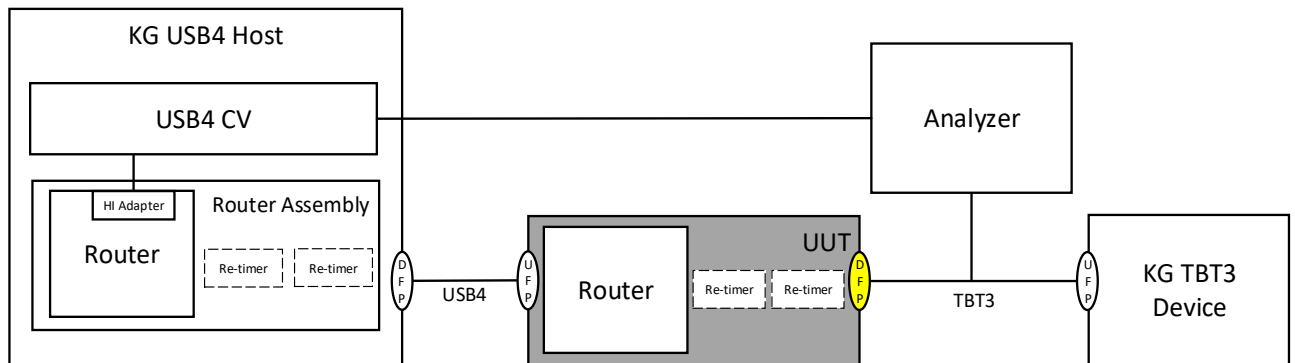 KG USB4 Host
USB4 CV
Analyzer
HI Adapter
Router Assembly
Router
Re-timer
Re-timer
D
F
P
USB4
U
F
P
UUT
Router
Re-timer
Re-timer
D
F
P
TBT3
U
F
P
KG TBT3
Device